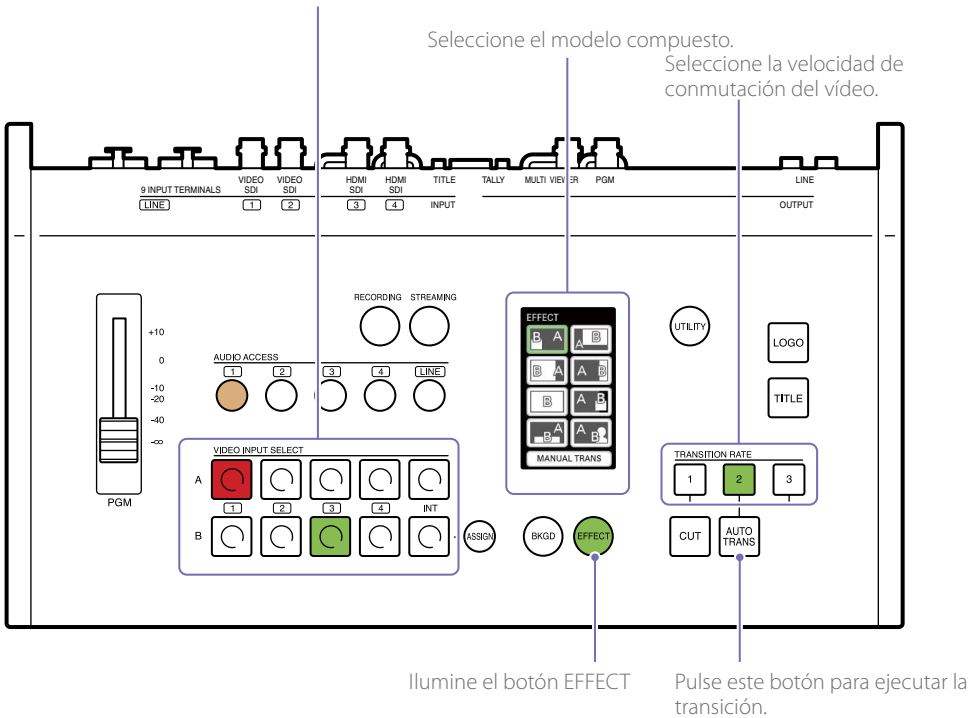 Seleccione el modelo compuesto.
Seleccione la velocidad de
conmutación del vídeo.
9 INPUT TERMINALS
VIDEO SDI
VIDEO SDI
HDMI SDI
HDMI SDI
TITLE
TALLY
MULTI VIEWER
PGM
LINE
LINE
1
2
3
4
INPUT
OUTPUT
RECORDING
STREAMING
EFFECT
B A
A B
B A
A B
B
A B
B A
A B
MANUAL TRANS
UTILITY
LOGO
TITLE
+10
0
-10
-20
-40
-∞
PGM
AUDIO ACCESS
1
2
3
4
LINE
VIDEO INPUT SELECT
A
1
2
3
4
INT
B
ASSIGN
BKGD
EFFECT
TRANSITION RATE
1
2
3
CUT
AUTO
TRANS
Ilumine el botón EFFECT
Pulse este botón para ejecutar la
transición.